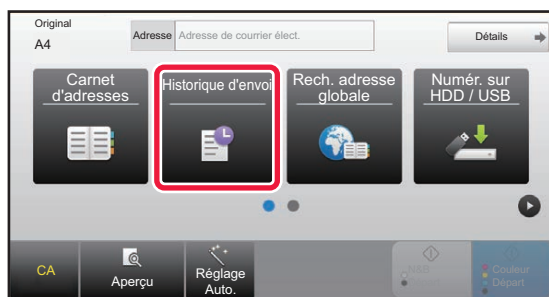 Original
A4
Adresse
Adresse de courrier élect.
Détails
Carnet
d'adresses
Historique d'envoi
Rech. adresse
globale
Numér. sur
HDD / USB
CA
Aperçu
Réglage
Auto.
N&B
Départ
Couleur
Départ